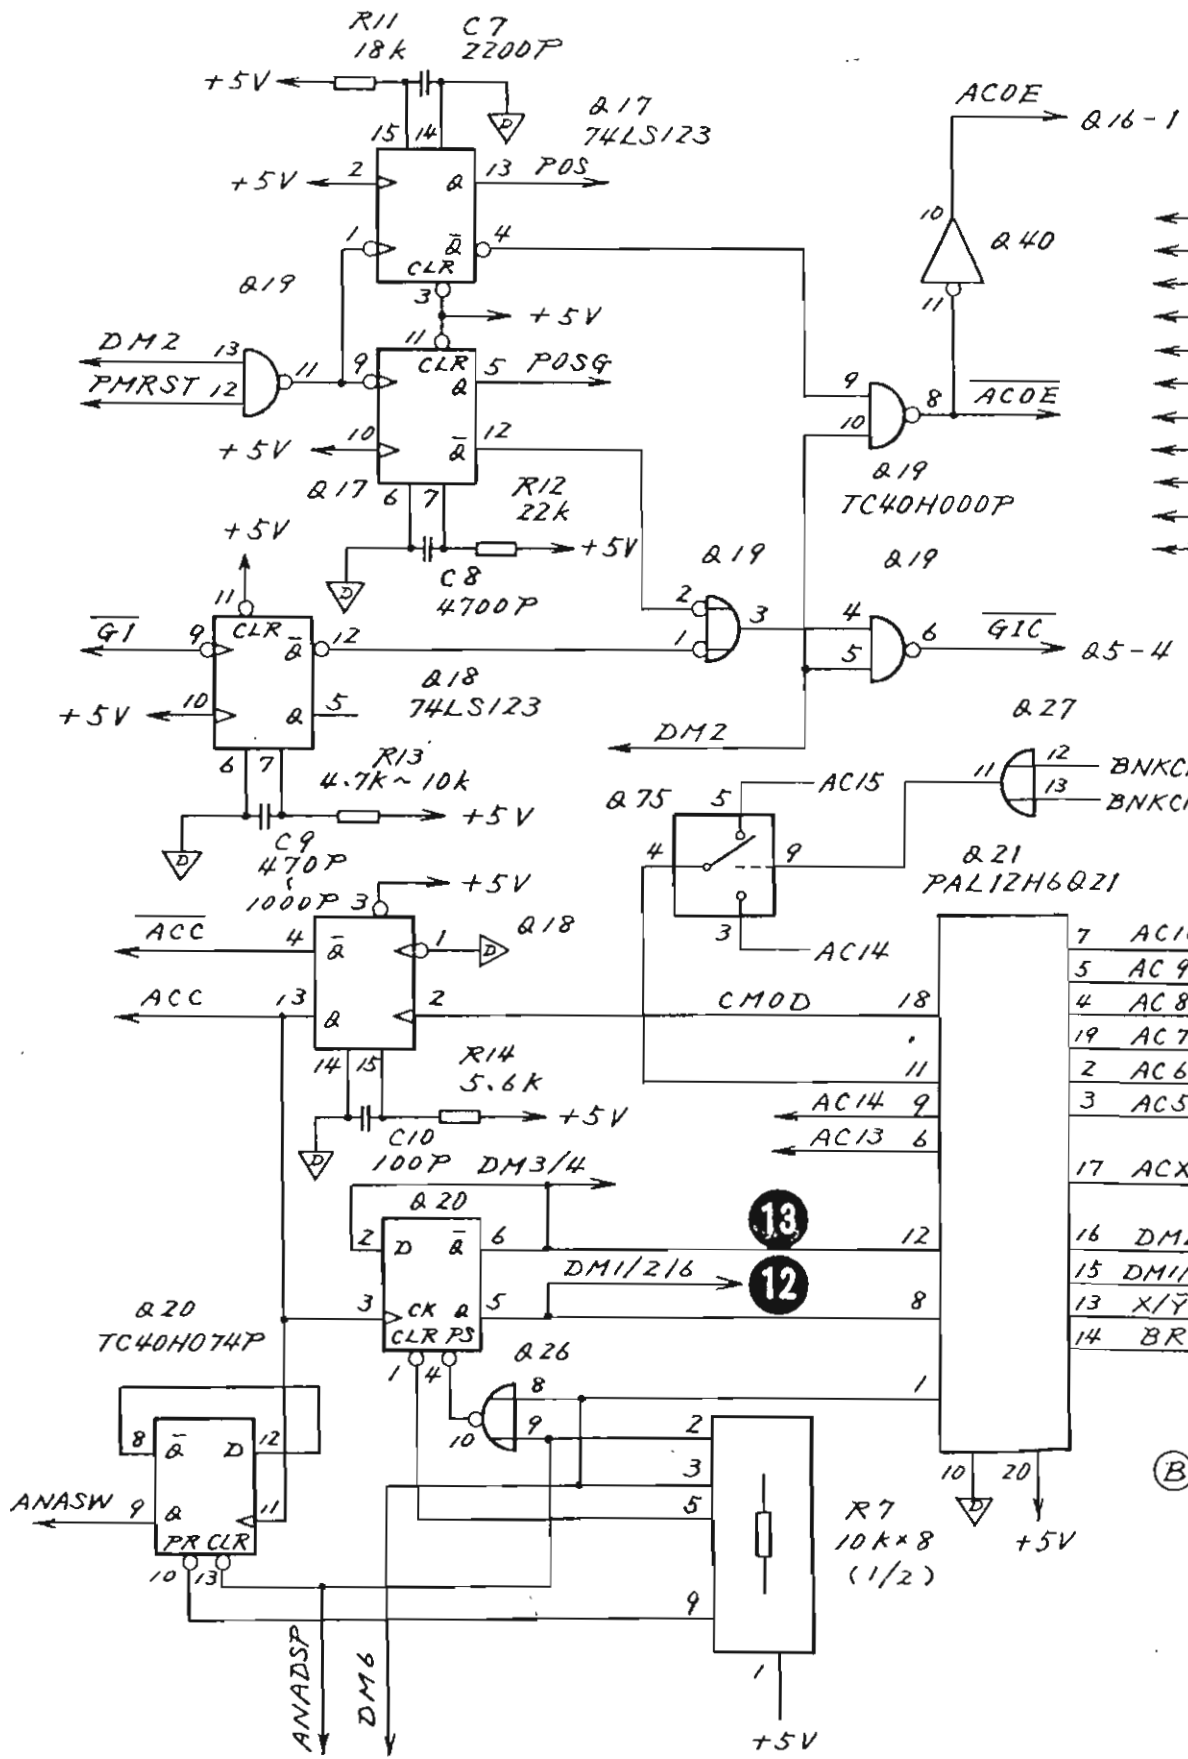 R11
18k
C7
2200P
+5V
D
Q17
74LS123
15
14
2
Q
13
POS
+5V
1
Q̅
4
CLR
3
+5V
ACOE
Q16-1
10
Q40
11
Q19
DM2
13
PMRST
12
11
11
CLR
9
Q
5
POSG
+5V
10
Q̅
12
Q17
6
7
R12
22k
+5V
C8
4700P
D
9
10
8
A̅C̅O̅E̅
Q19
TC40H000P
+5V
11
CLR
G̅1̅
9
Q̅
12
+5V
10
Q
5
Q18
74LS123
6
7
R13
4.7k~10k
+5V
C9
470P
~
1000P
D
Q19
2
1
3
Q19
4
5
6
G̅I̅C̅
Q5-4
DM2
Q27
11
12
BNKC
13
BNKC
Q75
5
AC15
4
9
3
AC14
Q21
PAL12H6Q21
+5V
3
A̅C̅C̅
4
Q̅
1
D
Q18
ACC
13
Q
2
CMOD
18
14
15
R14
5.6k
+5V
C10
100P
D
11
AC14
9
AC13
6
7
AC1
5
AC9
4
AC8
19
AC7
2
AC6
3
AC5
17
ACX
DM3/4
Q20
2
D
Q̅
6
13
12
16
DM
DM1/2/6
12
3
CK
Q
5
8
15
DM1/
13
X/Y̅
14
BR
CLR
PS
1
4
Q26
8
9
10
1
Q20
TC40H074P
8
Q̅
D
12
ANASW
9
Q
11
PR
CLR
10
13
2
3
5
9
1
R7
10k×8
(1/2)
+5V
10
20
D
+5V
B
ANADSP
DM6